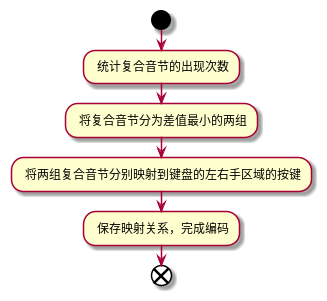 统计复合音节的出现次数
将复合音节分为差值最小的两组
将两组复合音节分别映射到键盘的左右手区域的按键
保存映射关系，完成编码